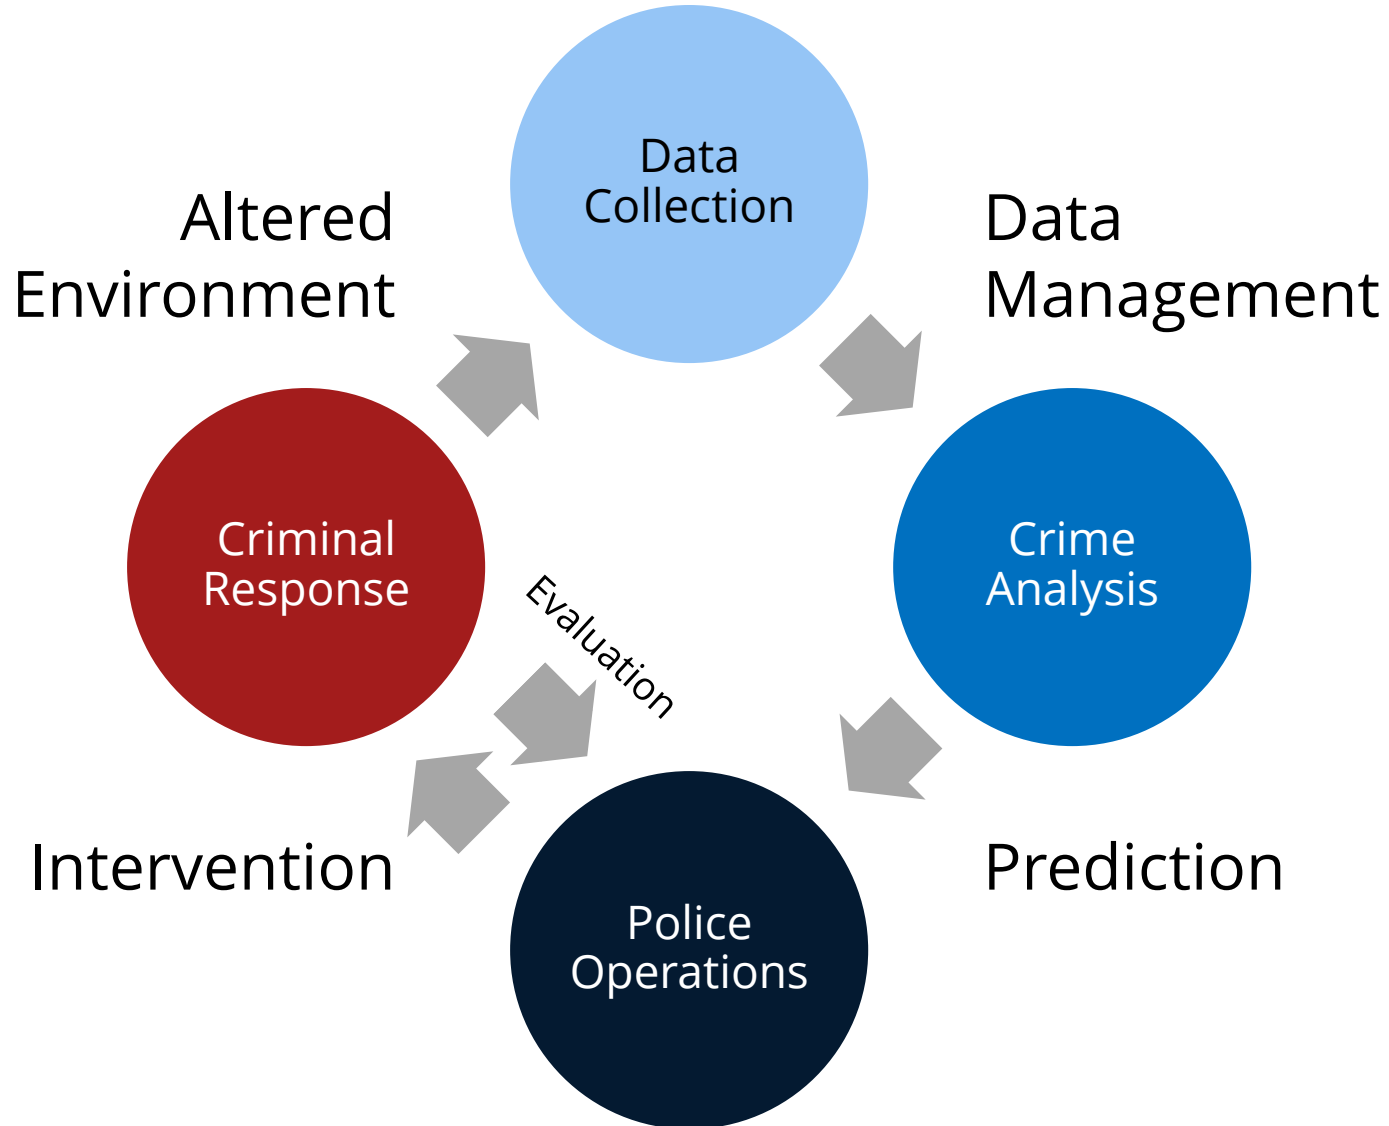 Data
Collection
Altered
Environment
Data
Management
Criminal
Response
Crime
Analysis
Evaluation
Intervention
Prediction
Police
Operations